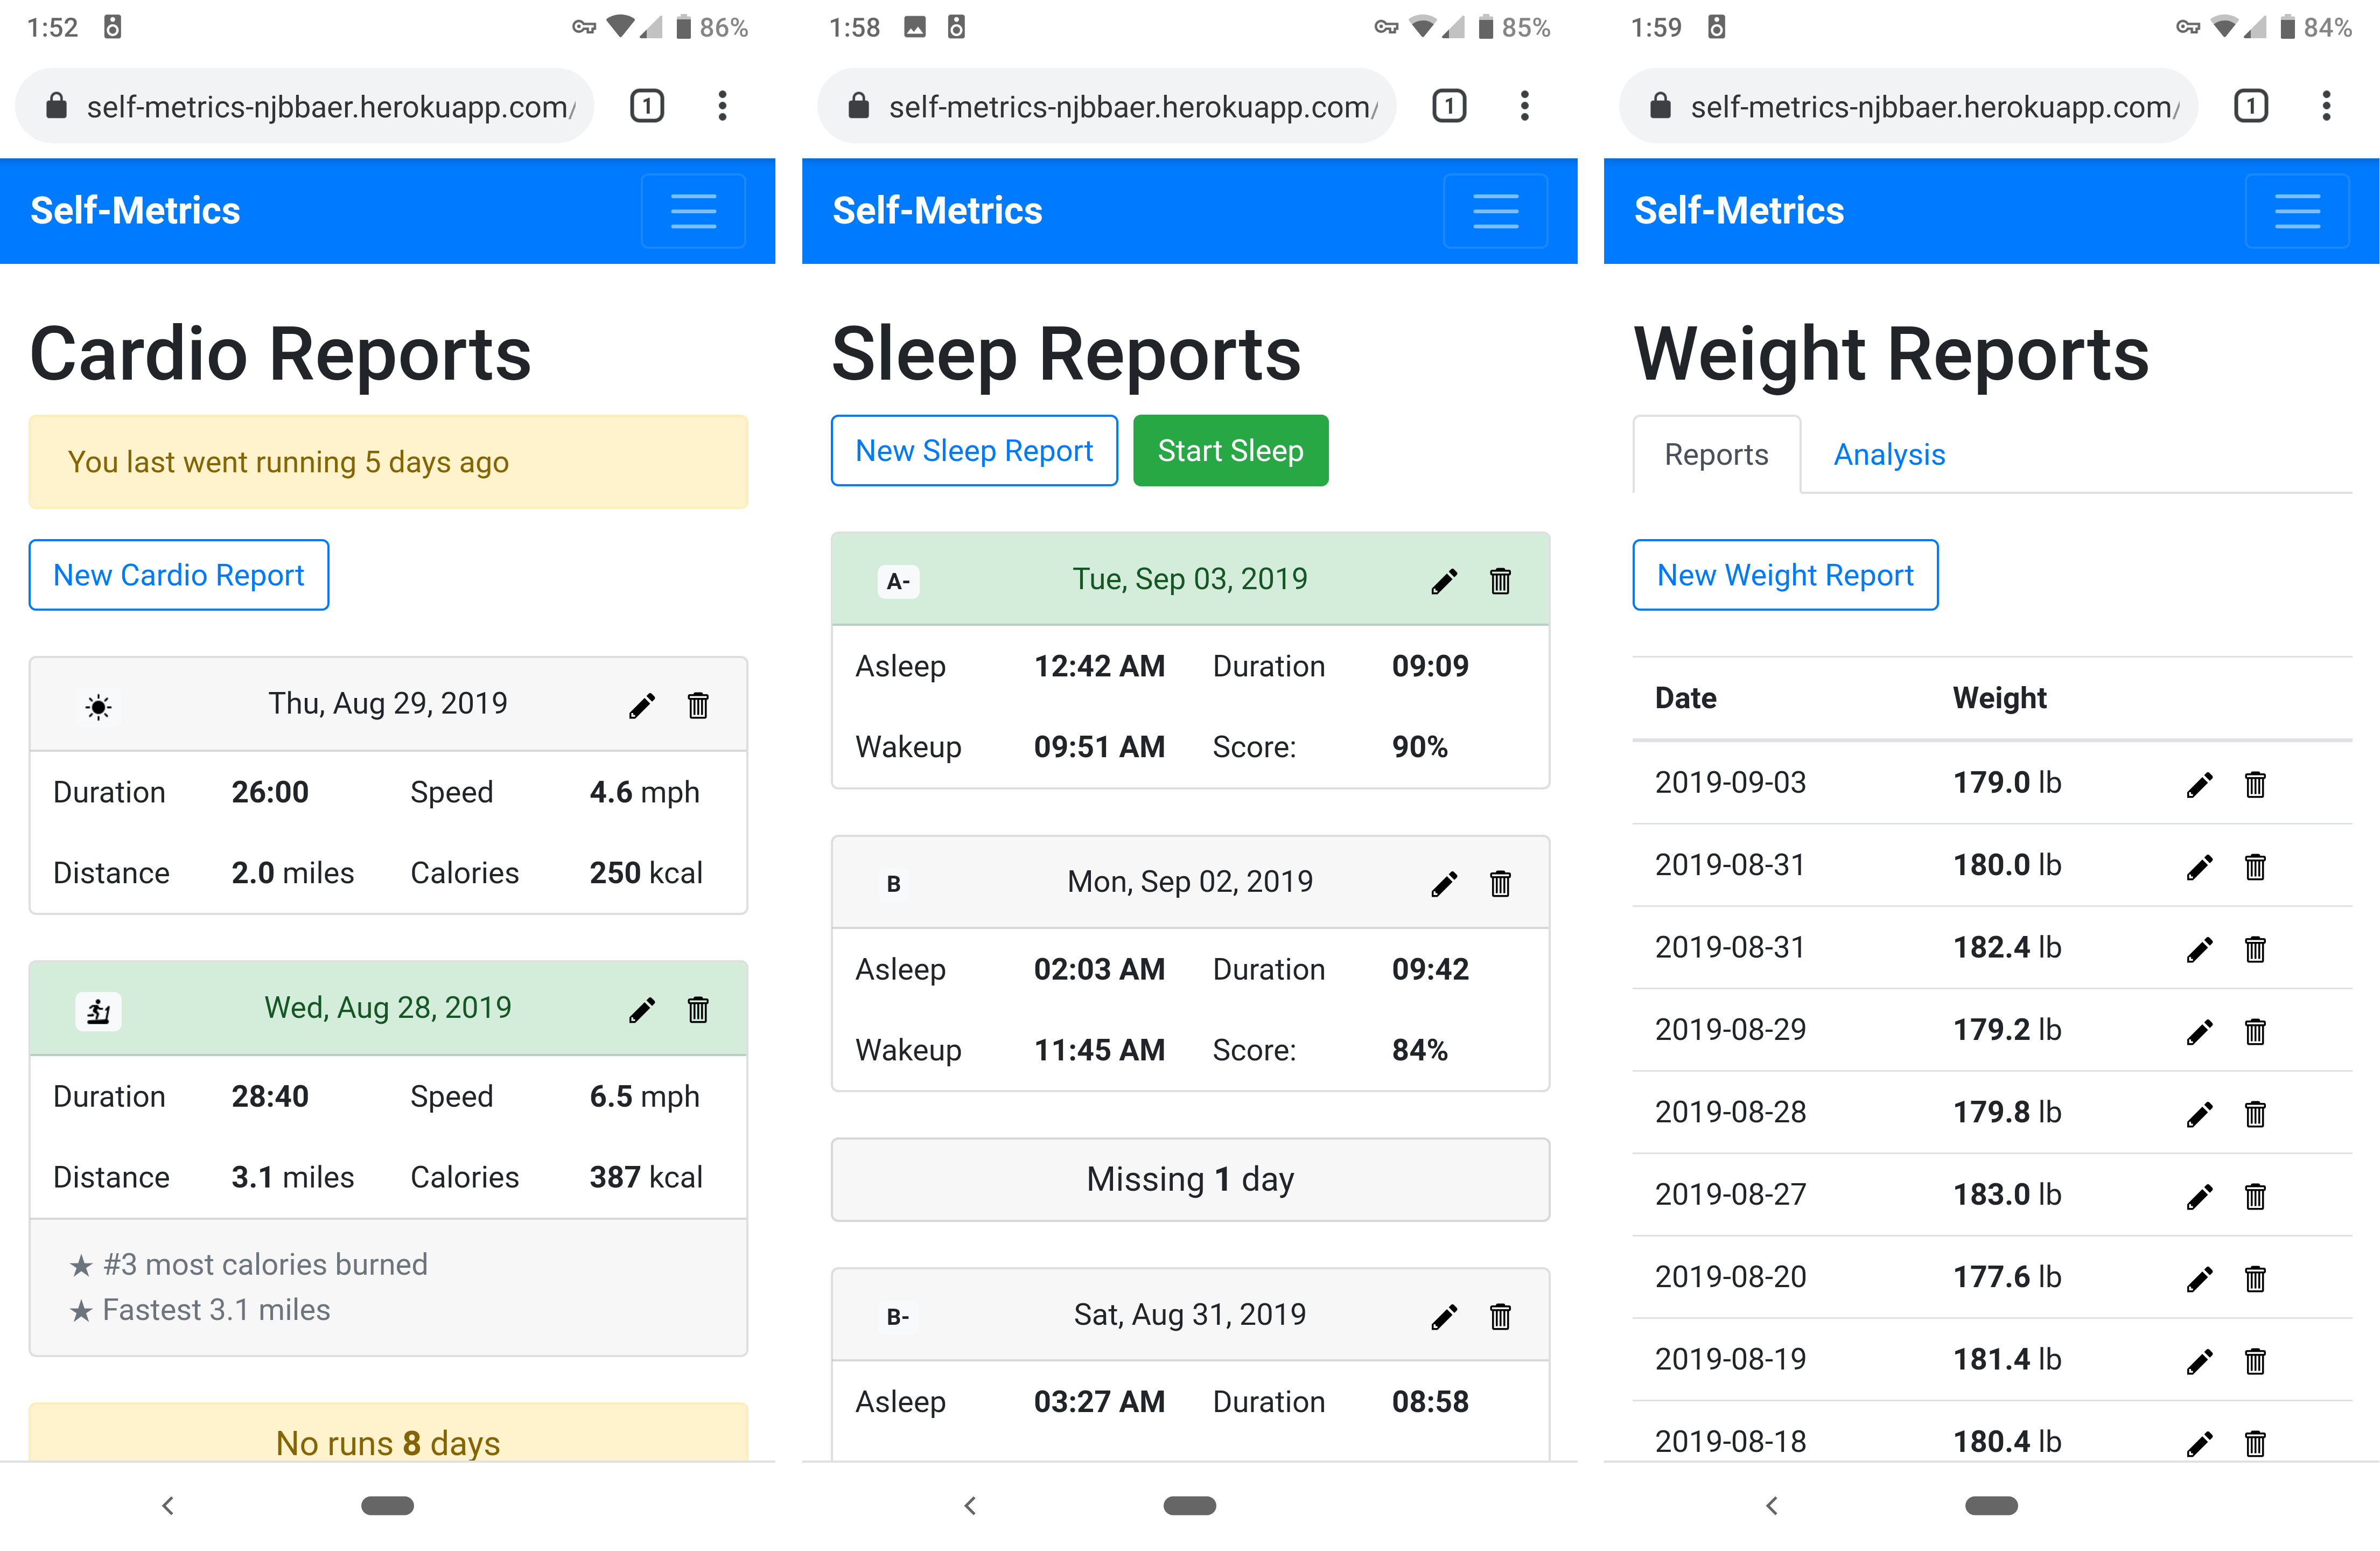 1:52 86%
self-metrics-njbbaer.herokuapp.com/ 1
Self-Metrics
Cardio Reports
You last went running 5 days ago
New Cardio Report
Thu, Aug 29, 2019
Duration 26:00 Speed 4.6 mph
Distance 2.0 miles Calories 250 kcal
Wed, Aug 28, 2019
Duration 28:40 Speed 6.5 mph
Distance 3.1 miles Calories 387 kcal
★ #3 most calories burned
★ Fastest 3.1 miles
No runs 8 days
1:58 85%
self-metrics-njbbaer.herokuapp.com/ 1
Self-Metrics
Sleep Reports
New Sleep Report Start Sleep
A- Tue, Sep 03, 2019
Asleep 12:42 AM Duration 09:09
Wakeup 09:51 AM Score: 90%
B Mon, Sep 02, 2019
Asleep 02:03 AM Duration 09:42
Wakeup 11:45 AM Score: 84%
Missing 1 day
B- Sat, Aug 31, 2019
Asleep 03:27 AM Duration 08:58
1:59 84%
self-metrics-njbbaer.herokuapp.com/ 1
Self-Metrics
Weight Reports
Reports Analysis
New Weight Report
Date Weight
2019-09-03 179.0 lb
2019-08-31 180.0 lb
2019-08-31 182.4 lb
2019-08-29 179.2 lb
2019-08-28 179.8 lb
2019-08-27 183.0 lb
2019-08-20 177.6 lb
2019-08-19 181.4 lb
2019-08-18 180.4 lb